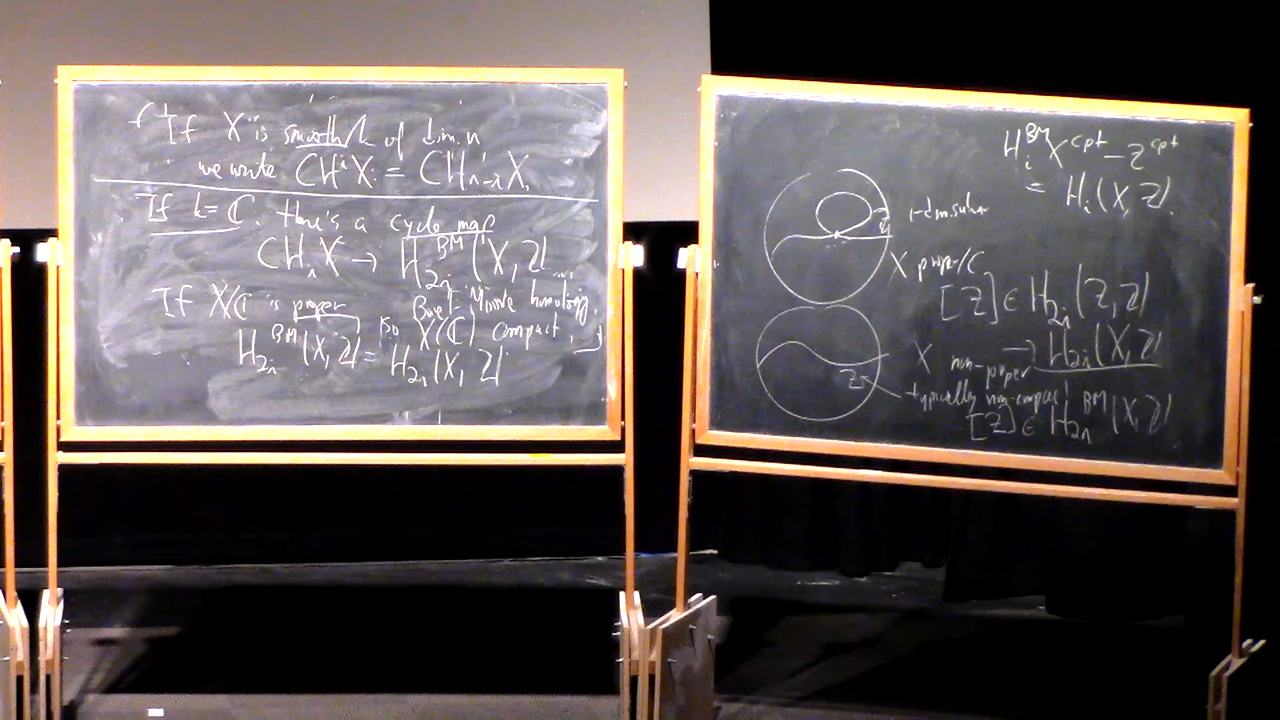 If X is smooth/k of dim. n
we write CH^i X = CH_{n-i} X.
If k = ℂ. there's a cycle map
CH_i X → H_{2i}^{BM}(X, ℤ)
Borel-Moore homology.
If X/ℂ is proper so X(ℂ) compact,
H_{2i}^{BM}(X, ℤ) = H_{2i}(X, ℤ)
H_i^{BM} X^{cpt} - Z^{cpt}
= H_i(X, Z)
Z
X proper/ℂ
[Z] ∈ H_{2i}(Z, ℤ)
→ H_{2i}(X, ℤ)
X non-proper
Z
typically non-compact
[Z] ∈ H_{2i}^{BM}(X, ℤ)